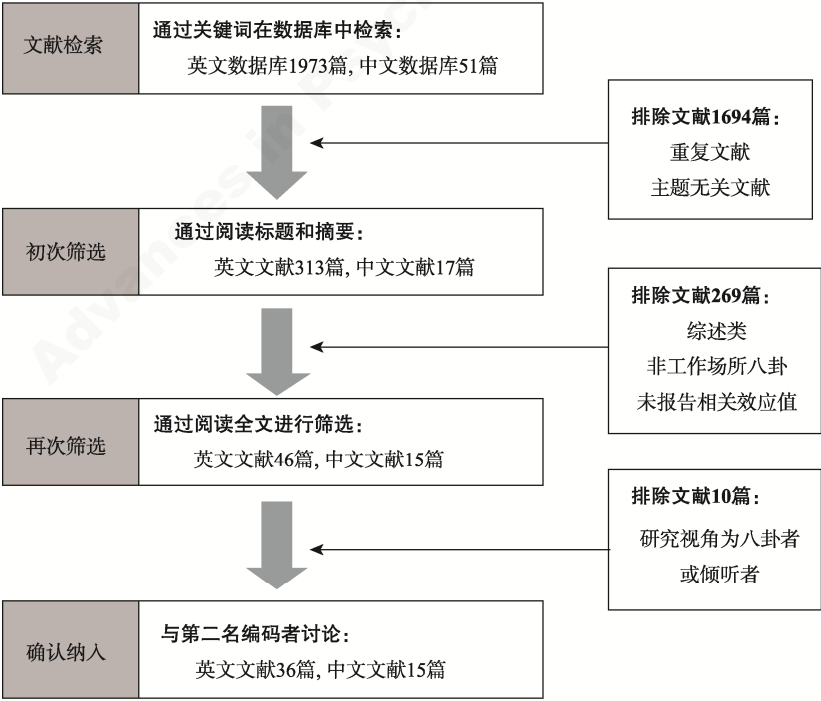 文献检索
通过关键词在数据库中检索：
英文数据库1973篇, 中文数据库51篇
排除文献1694篇：
重复文献
主题无关文献
初次筛选
通过阅读标题和摘要：
英文文献313篇, 中文文献17篇
排除文献269篇：
综述类
非工作场所八卦
未报告相关效应值
再次筛选
通过阅读全文进行筛选：
英文文献46篇, 中文文献15篇
排除文献10篇：
研究视角为八卦者
或倾听者
确认纳入
与第二名编码者讨论：
英文文献36篇, 中文文献15篇
Advances in Psyc